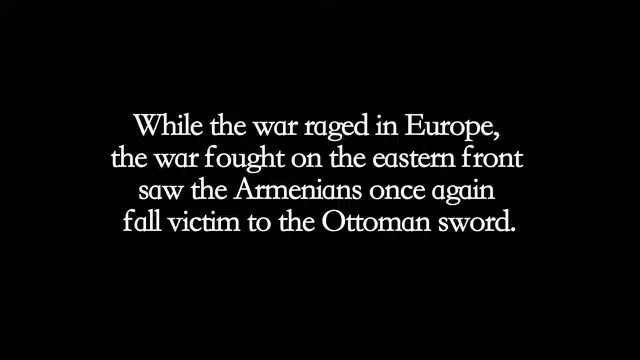 While the war raged in Europe,
the war fought on the eastern front
saw the Armenians once again
fall victim to the Ottoman sword.